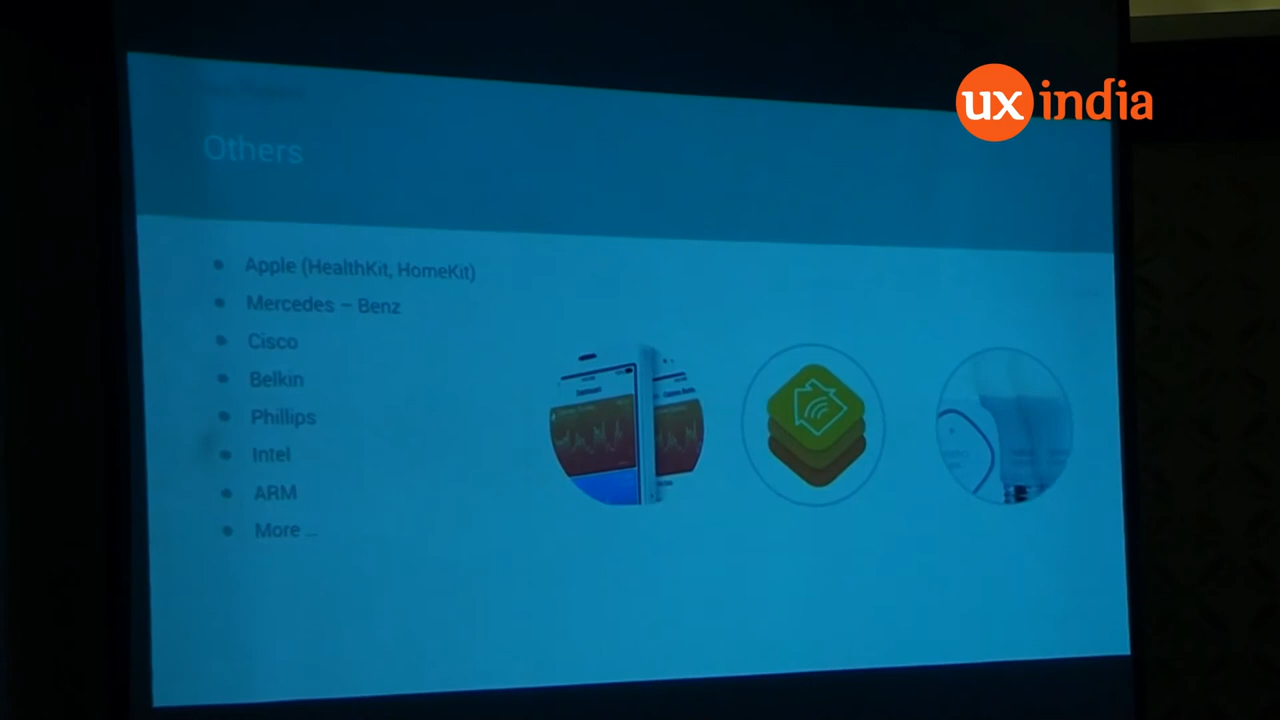 ux india
Others
Apple (HealthKit, HomeKit)
Mercedes – Benz
Cisco
Belkin
Phillips
Intel
ARM
More ...